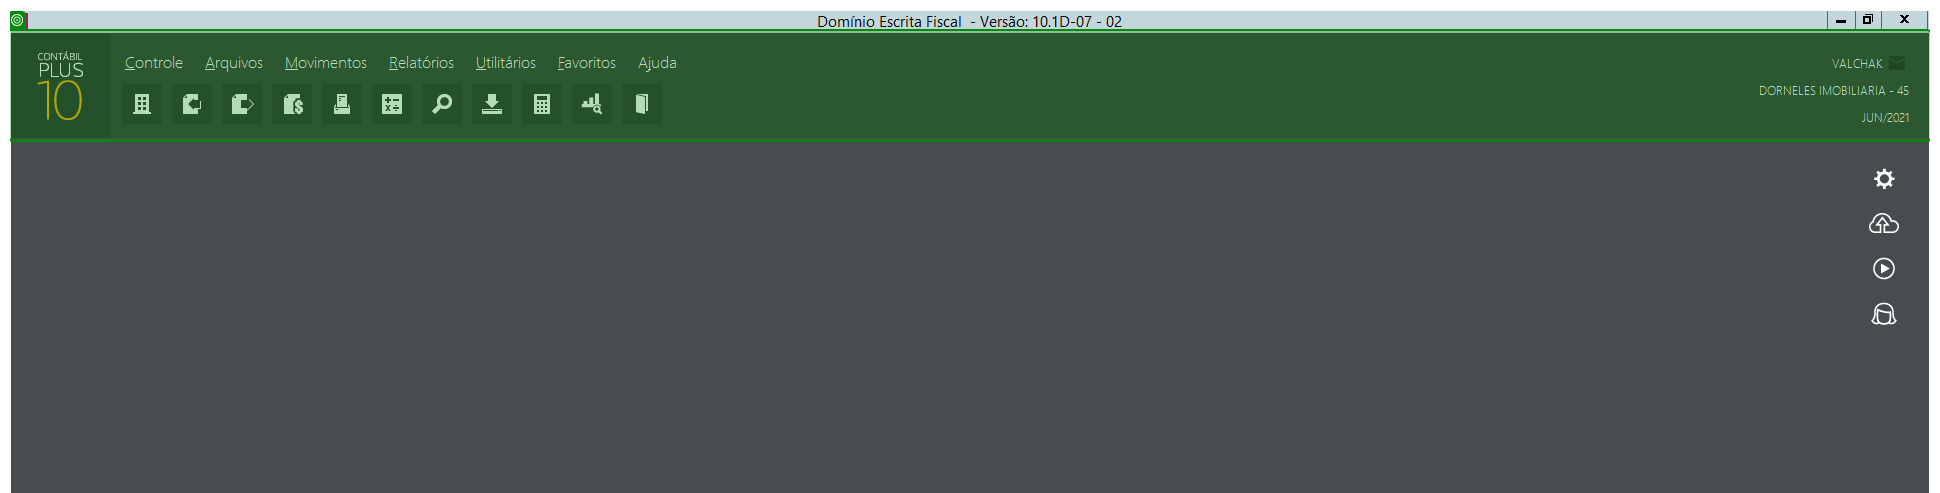 Domínio Escrita Fiscal - Versão: 10.1D-07 - 02
CONTÁBIL
PLUS
10
Controle Arquivos Movimentos Relatórios Utilitários Favoritos Ajuda
VALCHAK
DORNELES IMOBILIARIA - 45
JUN/2021